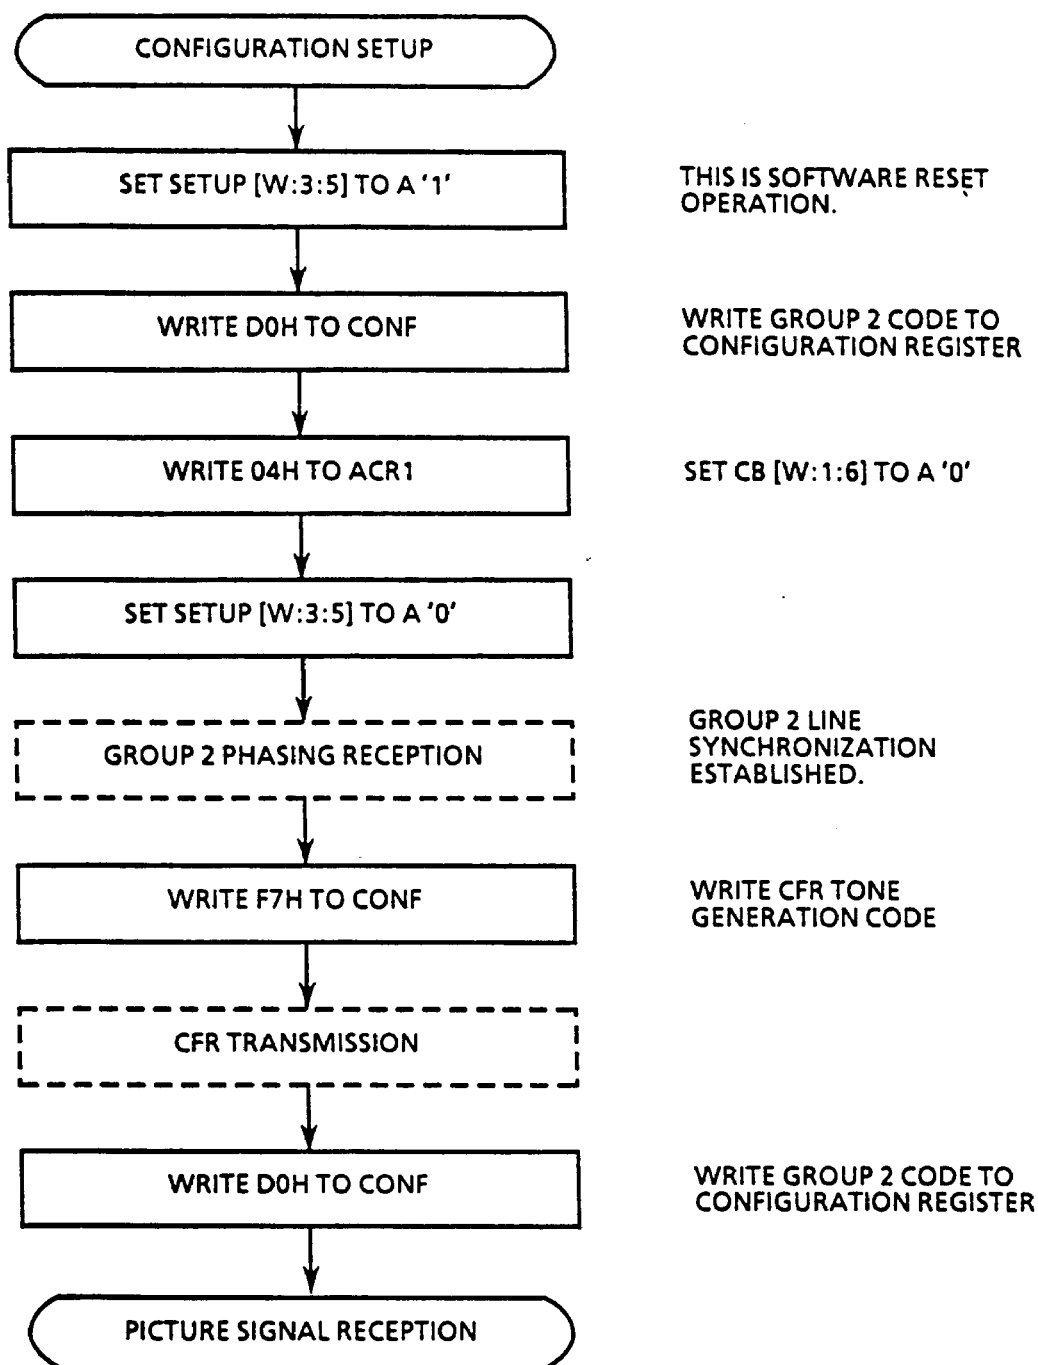 CONFIGURATION SETUP
SET SETUP [W:3:5] TO A '1'
THIS IS SOFTWARE RESET
OPERATION.
WRITE D0H TO CONF
WRITE GROUP 2 CODE TO
CONFIGURATION REGISTER
WRITE 04H TO ACR1
SET CB [W:1:6] TO A '0'
SET SETUP [W:3:5] TO A '0'
GROUP 2 PHASING RECEPTION
GROUP 2 LINE
SYNCHRONIZATION
ESTABLISHED.
WRITE F7H TO CONF
WRITE CFR TONE
GENERATION CODE
CFR TRANSMISSION
WRITE D0H TO CONF
WRITE GROUP 2 CODE TO
CONFIGURATION REGISTER
PICTURE SIGNAL RECEPTION